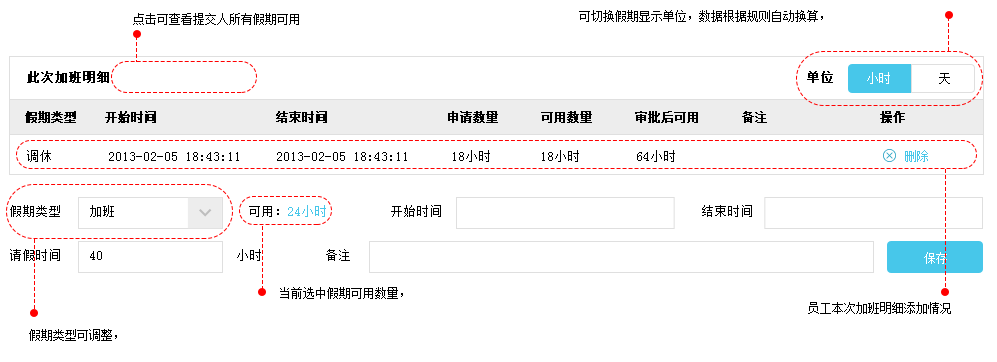 点击可查看提交人所有假期可用
可切换假期显示单位，数据根据规则自动换算，
此次加班明细
单位 小时 天
假期类型 开始时间 结束时间 申请数量 可用数量 审批后可用 备注 操作
调休 2013-02-05 18:43:11 2013-02-05 18:43:11 18小时 18小时 64小时 删除
假期类型 加班 可用：24小时 开始时间 结束时间
请假时间 40 小时 备注 保存
当前选中假期可用数量，
员工本次加班明细添加情况
假期类型可调整，